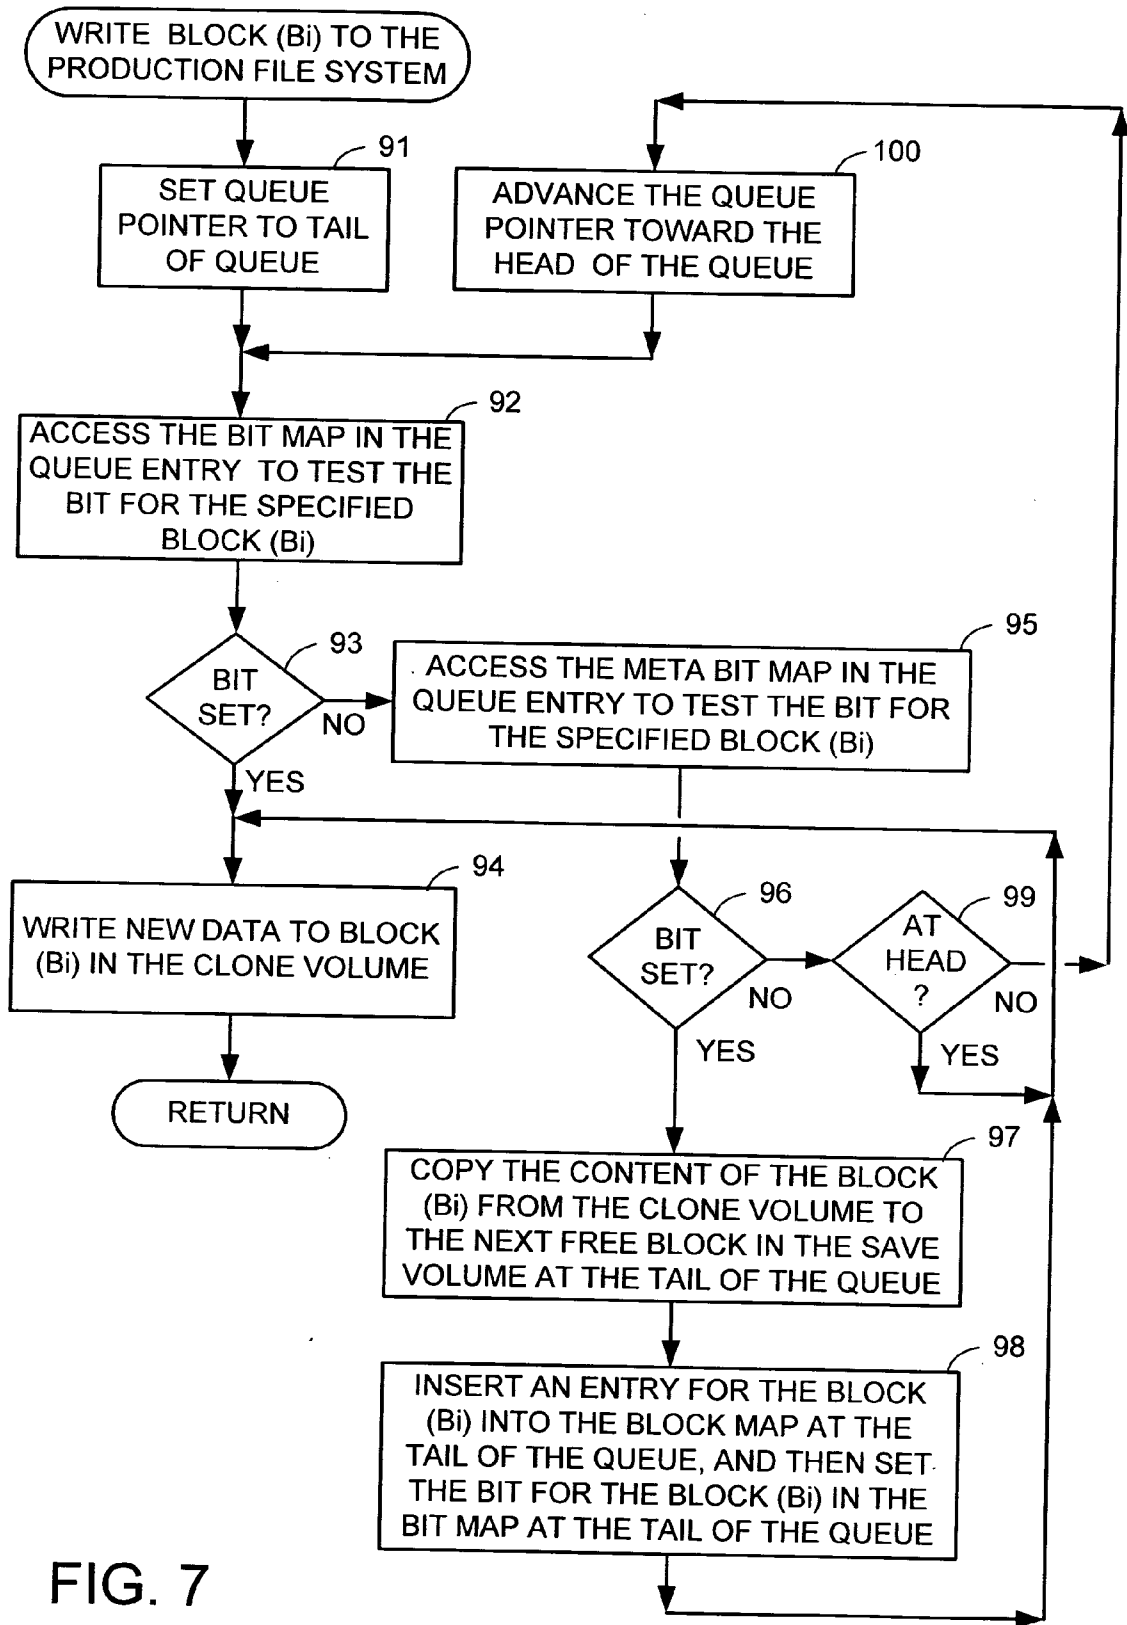 WRITE BLOCK (Bi) TO THE
PRODUCTION FILE SYSTEM
91
SET QUEUE
POINTER TO TAIL
OF QUEUE
100
ADVANCE THE QUEUE
POINTER TOWARD THE
HEAD OF THE QUEUE
92
ACCESS THE BIT MAP IN THE
QUEUE ENTRY TO TEST THE
BIT FOR THE SPECIFIED
BLOCK (Bi)
93
BIT
SET?
NO
YES
95
ACCESS THE META BIT MAP IN THE
QUEUE ENTRY TO TEST THE BIT FOR
THE SPECIFIED BLOCK (Bi)
94
WRITE NEW DATA TO BLOCK
(Bi) IN THE CLONE VOLUME
RETURN
96
BIT
SET?
NO
YES
99
AT
HEAD
?
NO
YES
97
COPY THE CONTENT OF THE BLOCK
(Bi) FROM THE CLONE VOLUME TO
THE NEXT FREE BLOCK IN THE SAVE
VOLUME AT THE TAIL OF THE QUEUE
98
INSERT AN ENTRY FOR THE BLOCK
(Bi) INTO THE BLOCK MAP AT THE
TAIL OF THE QUEUE, AND THEN SET
THE BIT FOR THE BLOCK (Bi) IN THE
BIT MAP AT THE TAIL OF THE QUEUE
FIG. 7